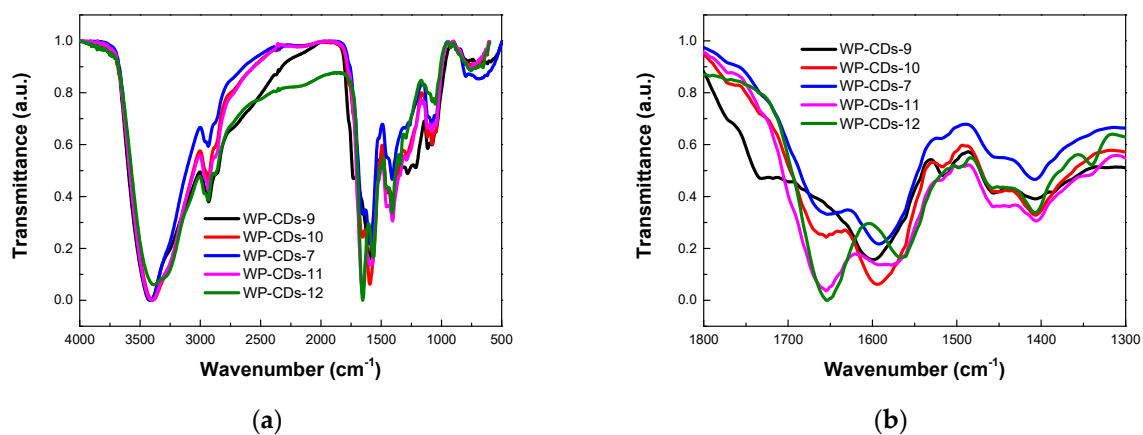 1.0
0.8
0.6
0.4
0.2
0.0
Transmittance (a.u.)
WP-CDs-9
WP-CDs-10
WP-CDs-7
WP-CDs-11
WP-CDs-12
4000 3500 3000 2500 2000 1500 1000 500
Wavenumber (cm⁻¹)
(a)
1.0
0.8
0.6
0.4
0.2
0.0
Transmittance (a.u.)
WP-CDs-9
WP-CDs-10
WP-CDs-7
WP-CDs-11
WP-CDs-12
1800 1700 1600 1500 1400 1300
Wavenumber (cm⁻¹)
(b)